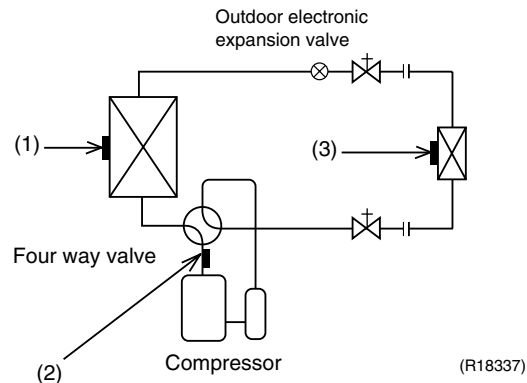 Outdoor electronic
expansion valve
(1)
(3)
Four way valve
(2)
Compressor
(R18337)